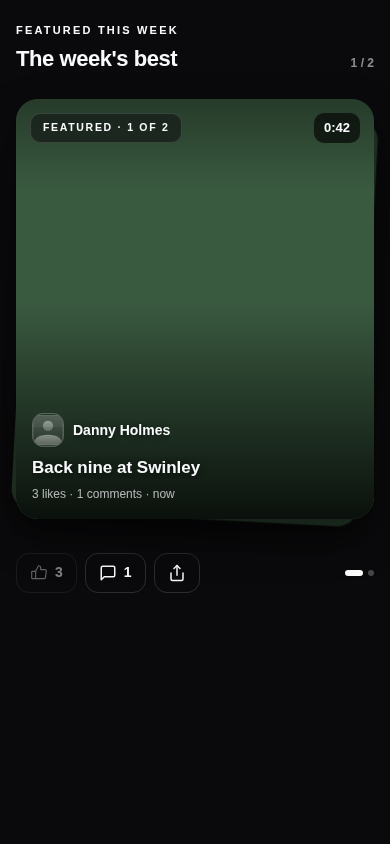 FEATURED THIS WEEK
The week's best
1 / 2
FEATURED · 1 OF 2
0:42
Danny Holmes
Back nine at Swinley
3 likes · 1 comments · now
3
1